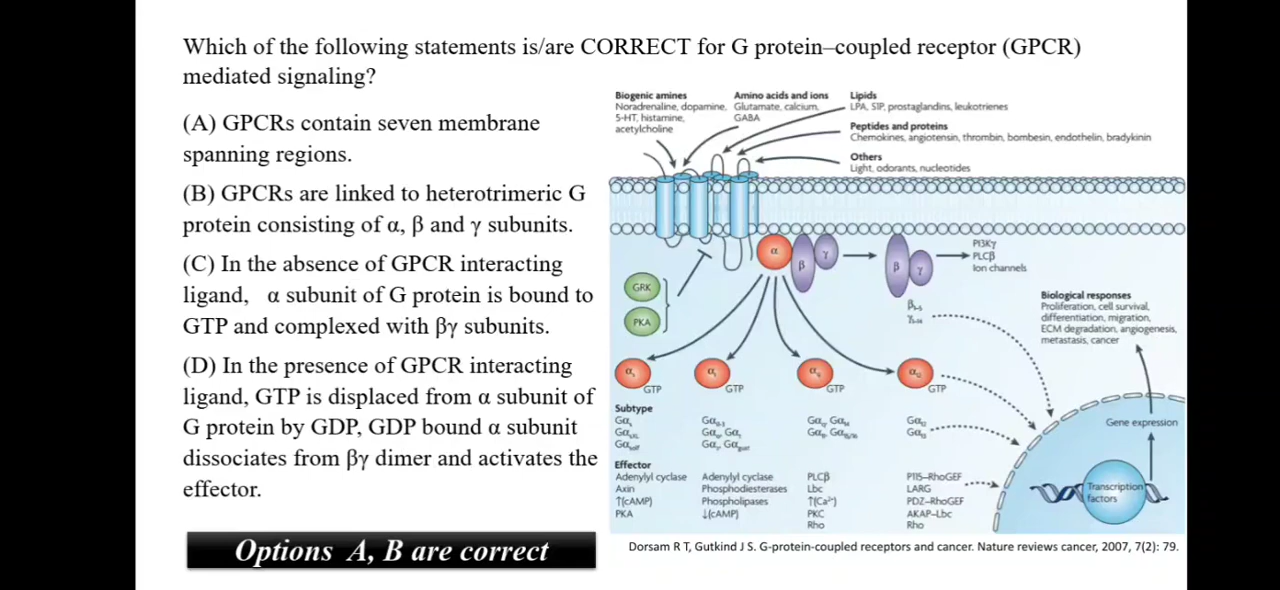 Which of the following statements is/are CORRECT for G protein–coupled receptor (GPCR)
mediated signaling?
(A) GPCRs contain seven membrane
spanning regions.
(B) GPCRs are linked to heterotrimeric G
protein consisting of α, β and γ subunits.
(C) In the absence of GPCR interacting
ligand, α subunit of G protein is bound to
GTP and complexed with βγ subunits.
(D) In the presence of GPCR interacting
ligand, GTP is displaced from α subunit of
G protein by GDP, GDP bound α subunit
dissociates from βγ dimer and activates the
effector.
Options A, B are correct
Biogenic amines
Noradrenaline, dopamine,
5-HT, histamine,
acetylcholine
Amino acids and ions
Glutamate, calcium,
GABA
Lipids
LPA, S1P, prostaglandins, leukotrienes
Peptides and proteins
Chemokines, angiotensin, thrombin, bombesin, endothelin, bradykinin
Others
Light, odorants, nucleotides
α
β
γ
β
γ
PI3Kγ
PLCβ
Ion channels
GRK
PKA
Biological responses
Proliferation, cell survival,
differentiation, migration,
ECM degradation, angiogenesis,
metastasis, cancer
GTP
GTP
GTP
GTP
Gene expression
Transcription
factors
Subtype
Effector
Adenylyl cyclase
Axin
↑[cAMP]
PKA
Adenylyl cyclase
Phosphodiesterases
Phospholipases
↓[cAMP]
PLCβ
Lbc
↑[Ca²⁺]
PKC
Rho
P115–RhoGEF
LARG
PDZ–RhoGEF
AKAP–Lbc
Rho
Dorsam R T, Gutkind J S. G-protein-coupled receptors and cancer. Nature reviews cancer, 2007, 7(2): 79.